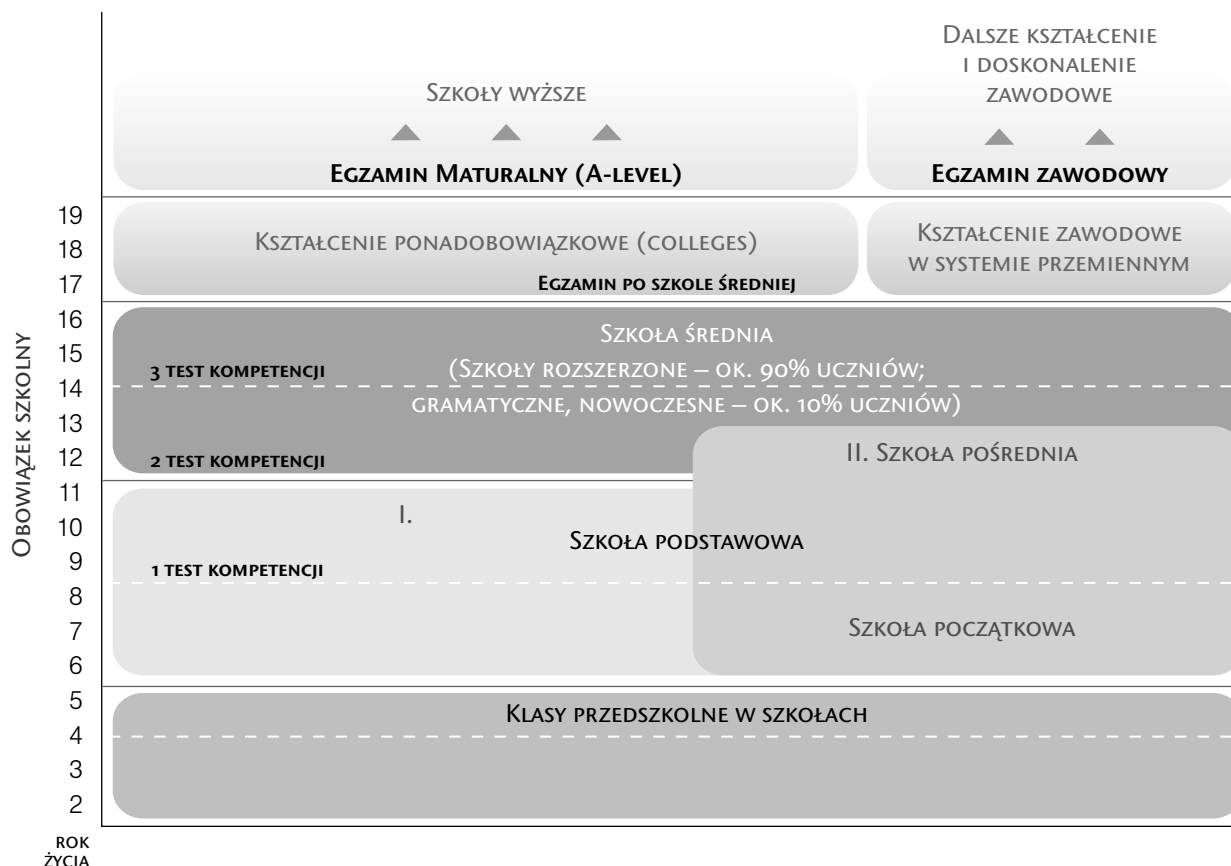 Dalsze kształcenie
i doskonalenie
zawodowe
Szkoły wyższe
Egzamin Maturalny (A-level)
Egzamin zawodowy
19
18
17
Kształcenie ponadobowiązkowe (colleges)
Egzamin po szkole średniej
Kształcenie zawodowe
w systemie przemiennym
Obowiązek szkolny
16
15
14
13
12
Szkoła średnia
(Szkoły rozszerzone – ok. 90% uczniów;
gramatyczne, nowoczesne – ok. 10% uczniów)
3 test kompetencji
2 test kompetencji
II. Szkoła pośrednia
11
10
9
8
7
6
I.
Szkoła podstawowa
1 test kompetencji
Szkoła początkowa
5
4
3
2
Klasy przedszkolne w szkołach
rok
życia